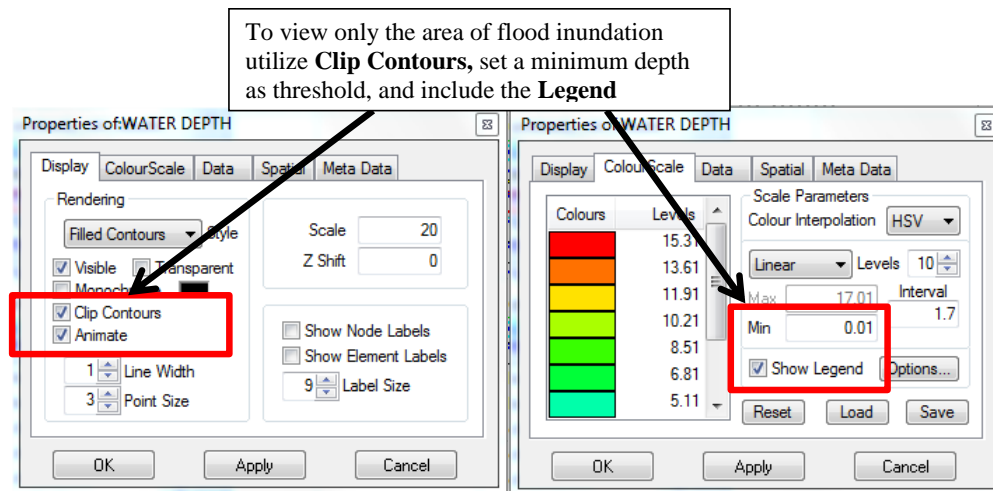 To view only the area of flood inundation
utilize Clip Contours, set a minimum depth
as threshold, and include the Legend
Properties of:WATER DEPTH
Display ColourScale Data Spatial Meta Data
Rendering
Filled Contours Style
Visible Transparent
Clip Contours
Animate
1 Line Width
3 Point Size
Scale 20
Z Shift 0
Show Node Labels
Show Element Labels
9 Label Size
OK Apply Cancel
Properties of:WATER DEPTH
Display ColourScale Data Spatial Meta Data
Colours Levels
15.31
13.61
11.91
10.21
8.51
6.81
5.11
Scale Parameters
Colour Interpolation HSV
Linear Levels 10
Max 17.01
Interval
1.7
Min 0.01
Show Legend Options...
Reset Load Save
OK Apply Cancel